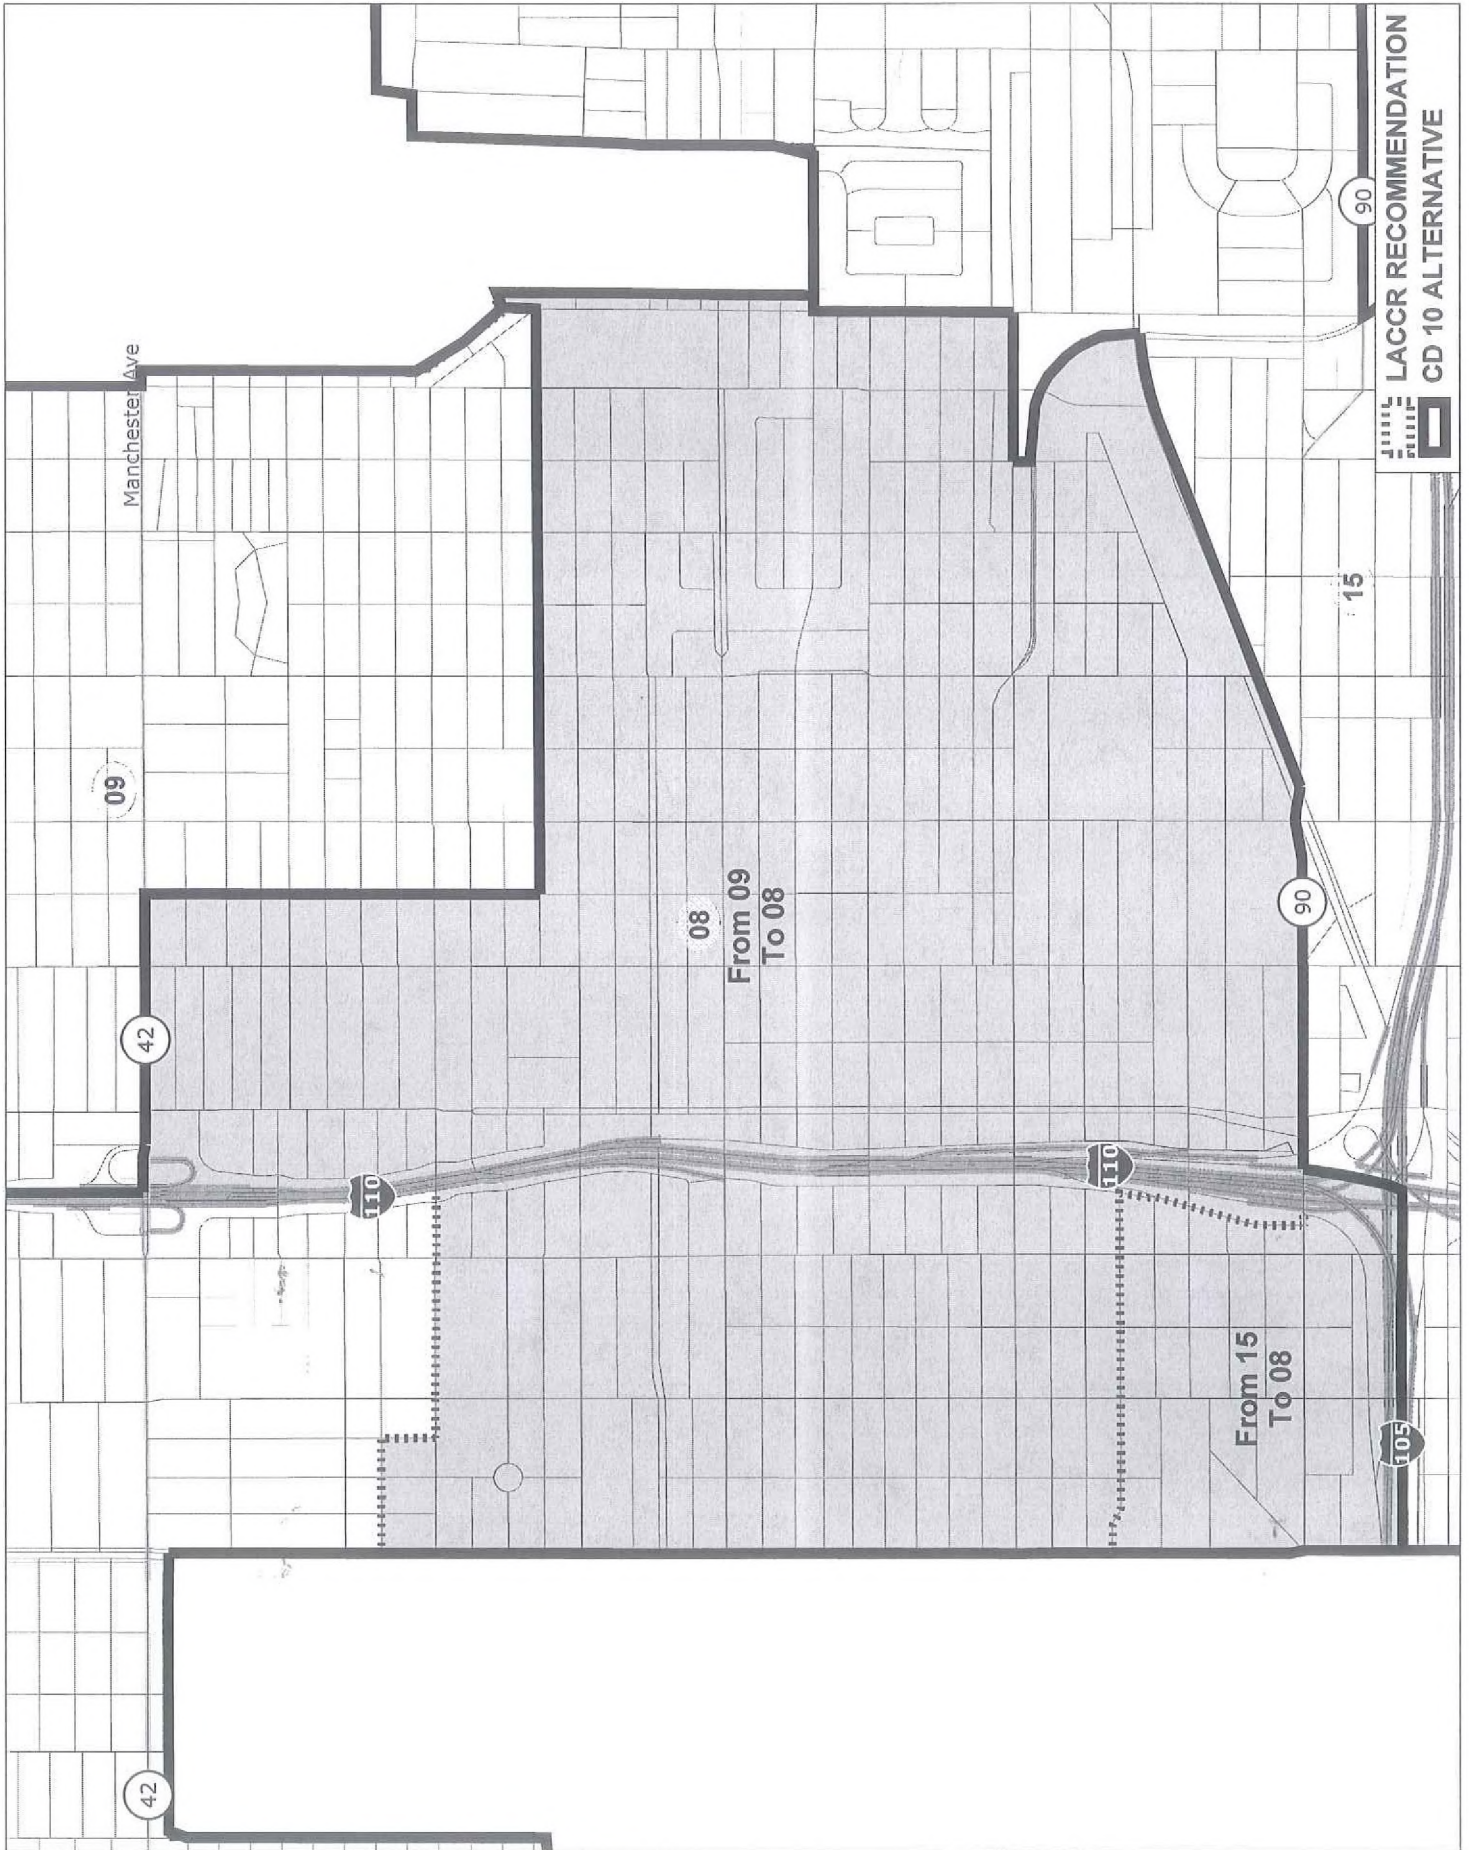 Manchester Ave
09
42
42
110
08
From 09
To 08
110
90
From 15
To 08
15
105
90
LACCR RECOMMENDATION
CD 10 ALTERNATIVE